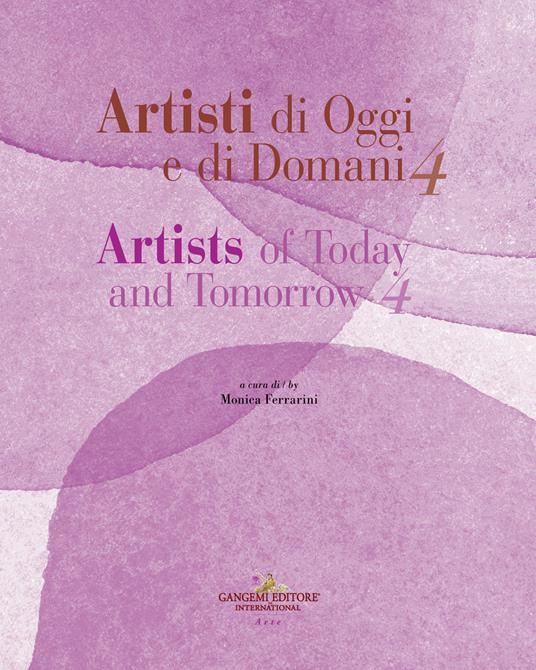 Artisti di Oggi
e di Domani 4
Artists of Today
and Tomorrow 4
a cura di / by
Monica Ferrarini
GANGEMI EDITORE®
INTERNATIONAL
Arte